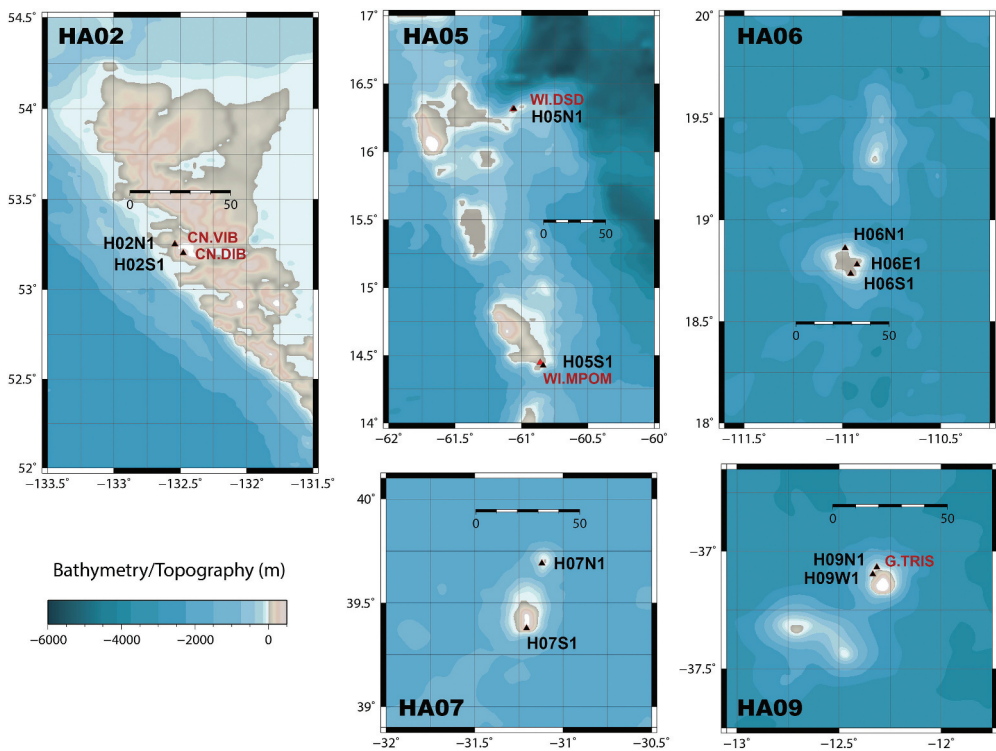 HA02
54.5°
54°
53.5°
53°
52.5°
52°
−133.5
−133
−132.5
−132
−131.5
0
50
H02N1
CN.VIB
CN.DIB
H02S1
HA05
17°
16.5°
16°
15.5°
15°
14.5°
14°
−62
−61.5
−61
−60.5
−60
WI.DSD
H05N1
0
50
H05S1
WI.MPOM
HA06
20°
19.5°
19°
18.5°
18°
−111.5
−111
−110.5
H06N1
H06E1
H06S1
0
50
Bathymetry/Topography (m)
−6000
−4000
−2000
0
HA07
40°
39.5°
39°
−32
−31.5
−31
−30.5
0
50
H07N1
H07S1
HA09
−37°
−37.5°
−13
−12.5
−12
0
50
H09N1
G.TRIS
H09W1